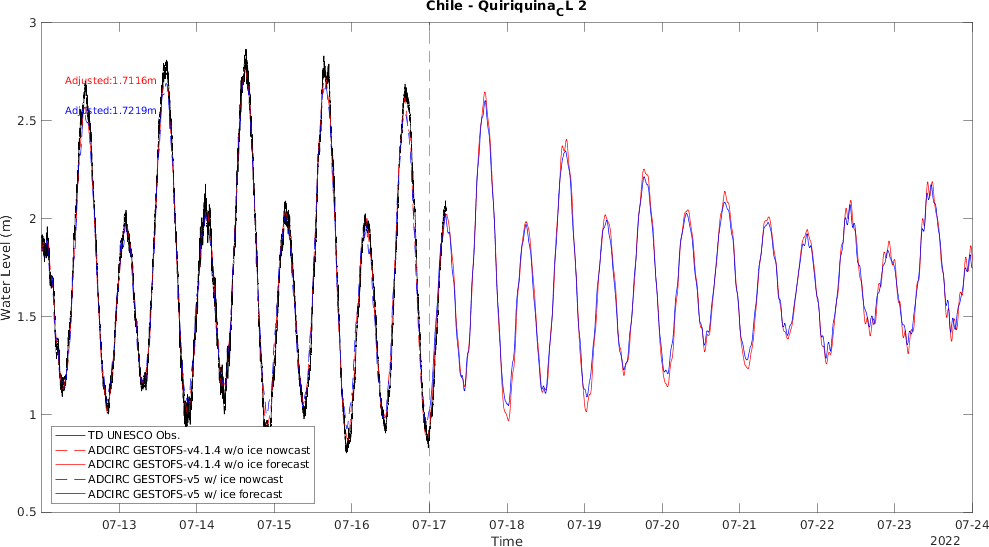 Chile - Quiriquina_CL 2
Water Level (m)
3
2.5
2
1.5
1
0.5
Adjusted:1.7116m
Adjusted:1.7219m
TD UNESCO Obs.
ADCIRC GESTOFS-v4.1.4 w/o ice nowcast
ADCIRC GESTOFS-v4.1.4 w/o ice forecast
ADCIRC GESTOFS-v5 w/ ice nowcast
ADCIRC GESTOFS-v5 w/ ice forecast
07-13 07-14 07-15 07-16 07-17 07-18 07-19 07-20 07-21 07-22 07-23 07-24
Time
2022